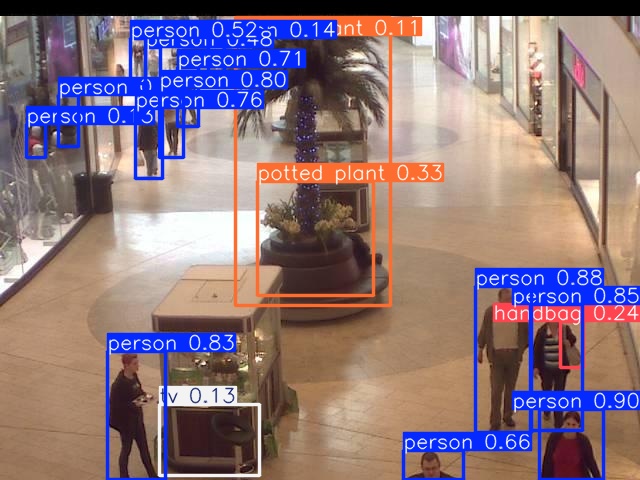 person 0.52
person 0.14
potted plant 0.11
person 0.48
person 0.71
person 0.80
person 0.76
person 0.13
potted plant 0.33
person 0.88
person 0.85
handbag 0.24
person 0.83
tv 0.13
person 0.90
person 0.66